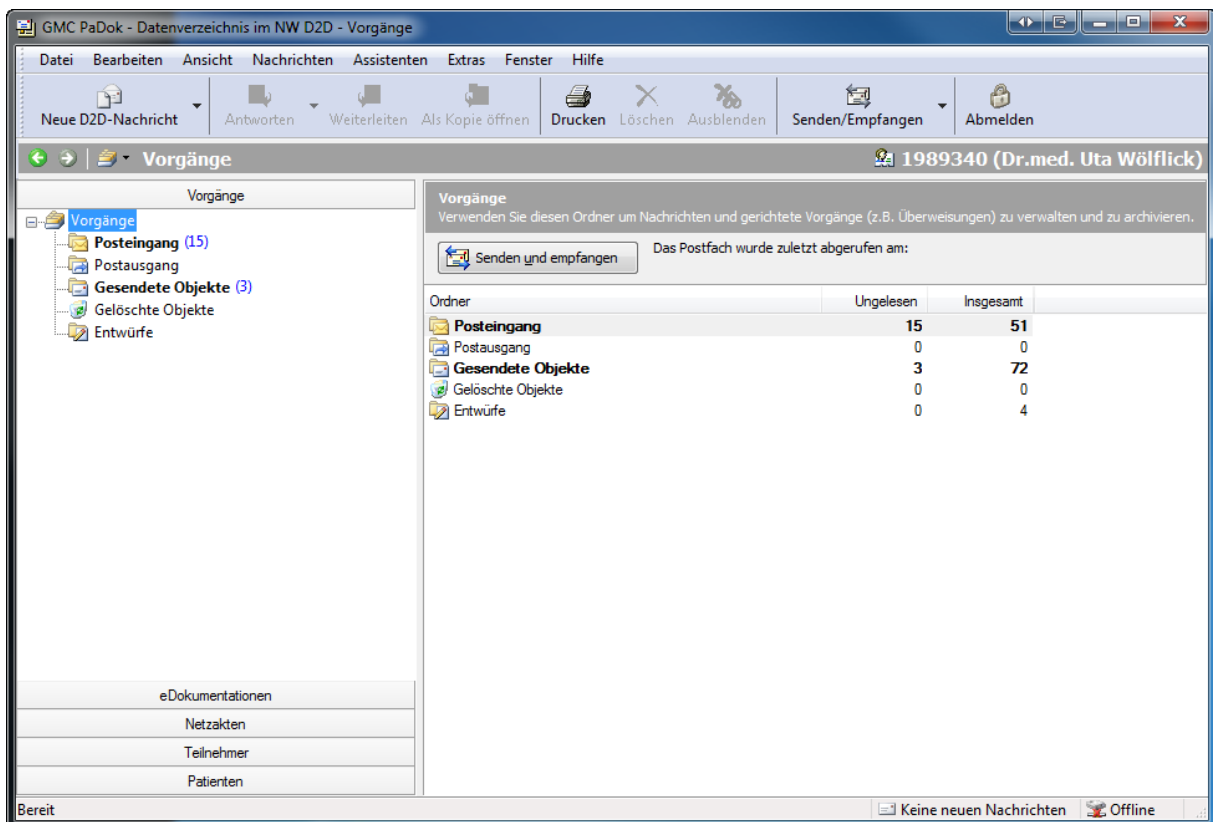 GMC PaDok - Datenverzeichnis im NW D2D - Vorgänge
Datei Bearbeiten Ansicht Nachrichten Assistenten Extras Fenster Hilfe
Neue D2D-Nachricht Antworten Weiterleiten Als Kopie öffnen Drucken Löschen Ausblenden Senden/Empfangen Abmelden
Vorgänge 1989340 (Dr.med. Uta Wölflick)
Vorgänge
Vorgänge
Posteingang (15)
Postausgang
Gesendete Objekte (3)
Gelöschte Objekte
Entwürfe
eDokumentationen
Netzakten
Teilnehmer
Patienten
Vorgänge
Verwenden Sie diesen Ordner um Nachrichten und gerichtete Vorgänge (z.B. Überweisungen) zu verwalten und zu archivieren.
Senden und empfangen Das Postfach wurde zuletzt abgerufen am:
Ordner Ungelesen Insgesamt
Posteingang 15 51
Postausgang 0 0
Gesendete Objekte 3 72
Gelöschte Objekte 0 0
Entwürfe 0 4
Bereit Keine neuen Nachrichten Offline